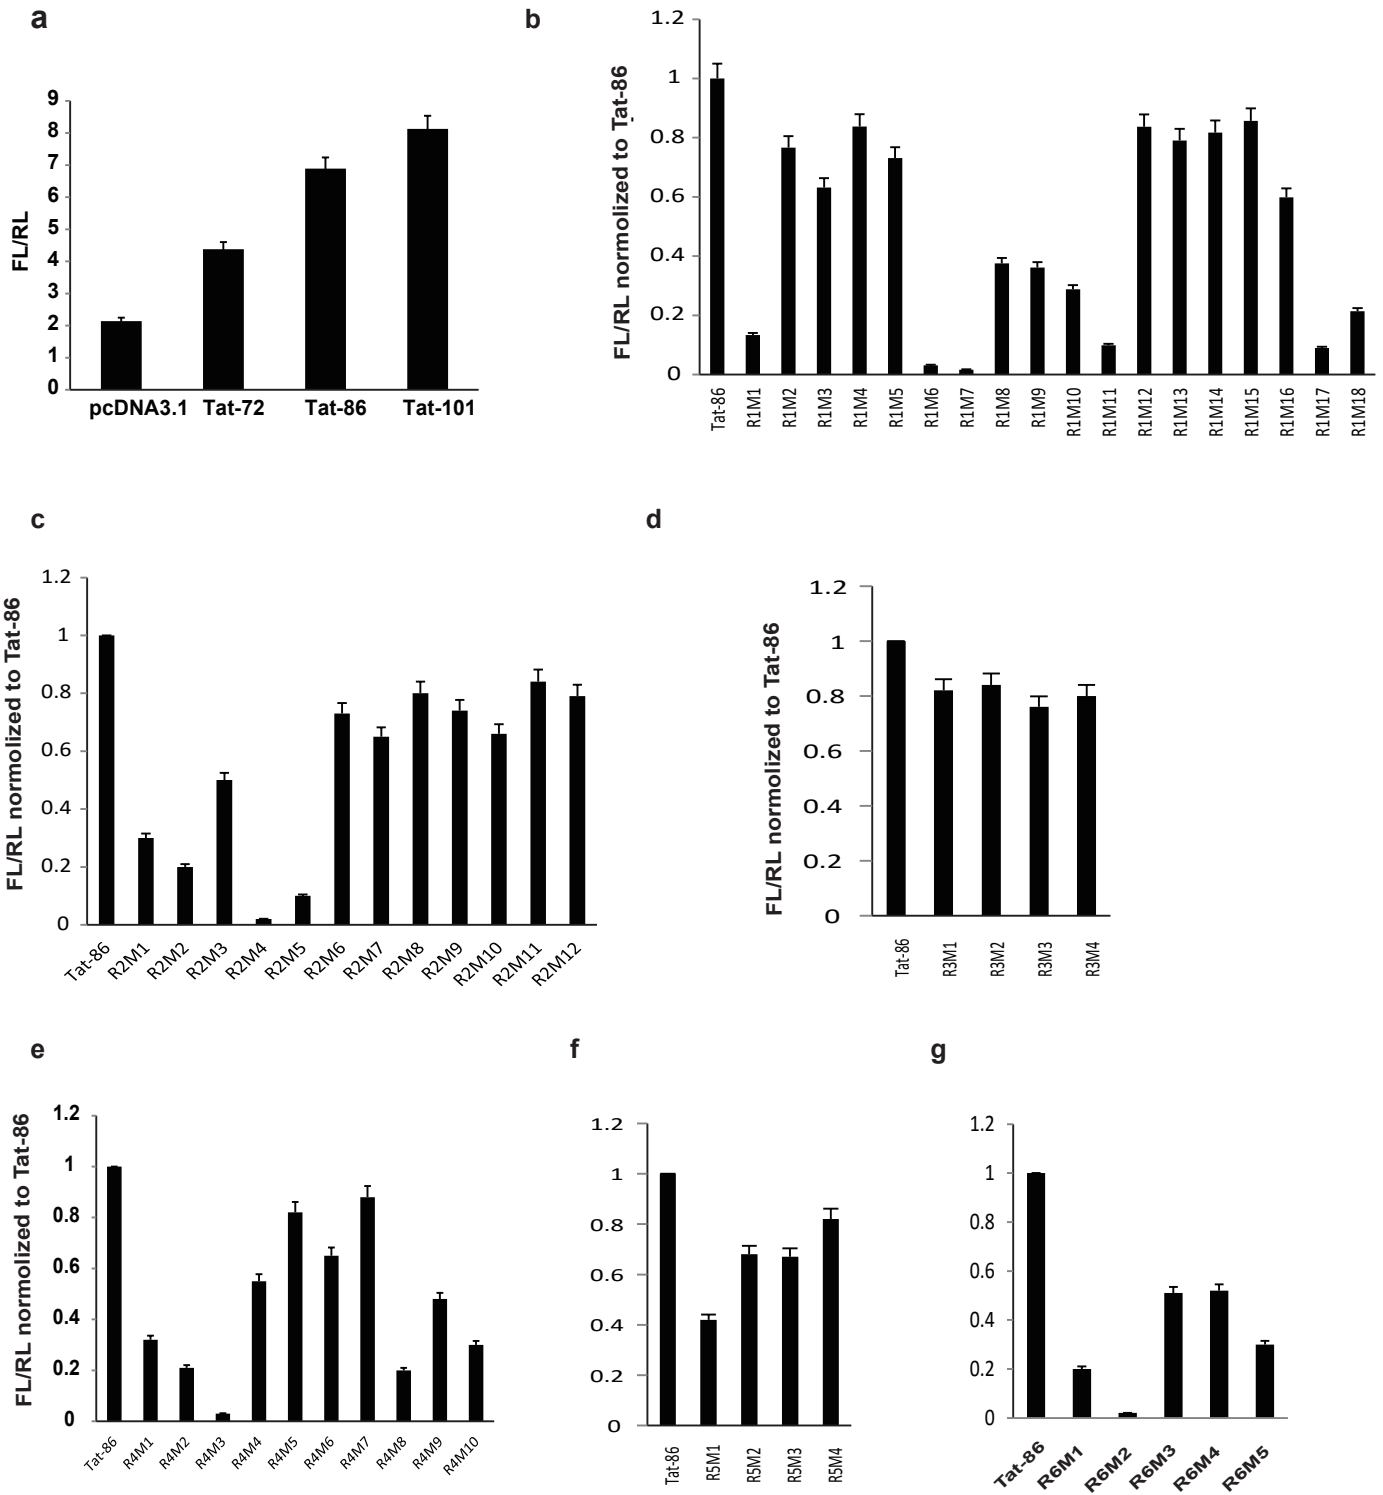 a
FL/RL
9
8
7
6
5
4
3
2
1
0
pcDNA3.1 Tat-72 Tat-86 Tat-101
b
FL/RL normolized to Tat-86
1.2
1
0.8
0.6
0.4
0.2
0
Tat-86 R1M1 R1M2 R1M3 R1M4 R1M5 R1M6 R1M7 R1M8 R1M9 R1M10 R1M11 R1M12 R1M13 R1M14 R1M15 R1M16 R1M17 R1M18
c
FL/RL normolized to Tat-86
1.2
1
0.8
0.6
0.4
0.2
0
Tat-86 R2M1 R2M2 R2M3 R2M4 R2M5 R2M6 R2M7 R2M8 R2M9 R2M10 R2M11 R2M12
d
FL/RL normolized to Tat-86
1.2
1
0.8
0.6
0.4
0.2
0
Tat-86 R3M1 R3M2 R3M3 R3M4
e
FL/RL normolized to Tat-86
1.2
1
0.8
0.6
0.4
0.2
0
Tat-86 R4M1 R4M2 R4M3 R4M4 R4M5 R4M6 R4M7 R4M8 R4M9 R4M10
f
1.2
1
0.8
0.6
0.4
0.2
0
Tat-86 R5M1 R5M2 R5M3 R5M4
g
1.2
1
0.8
0.6
0.4
0.2
0
Tat-86 R6M1 R6M2 R6M3 R6M4 R6M5